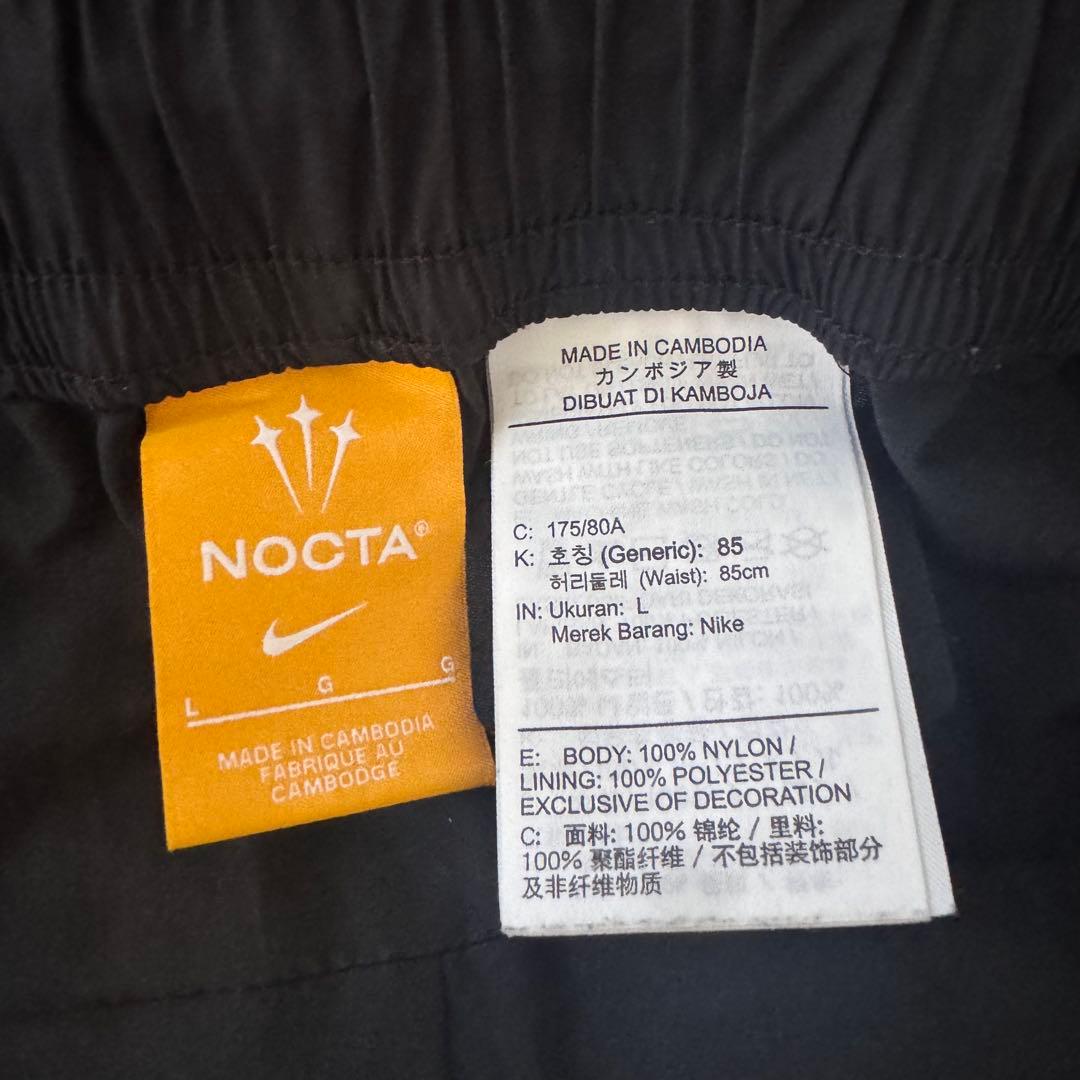 NOCTA®
L G G
MADE IN CAMBODIA
FABRIQUE AU
CAMBODGE
MADE IN CAMBODIA
カンボジア製
DIBUAT DI KAMBOJA
C: 175/80A
K: 호칭 (Generic): 85
허리둘레 (Waist): 85cm
IN: Ukuran: L
Merek Barang: Nike
E: BODY: 100% NYLON /
LINING: 100% POLYESTER /
EXCLUSIVE OF DECORATION
C: 面料: 100% 锦纶 / 里料:
100% 聚酯纤维 / 不包括装饰部分
及非纤维物质